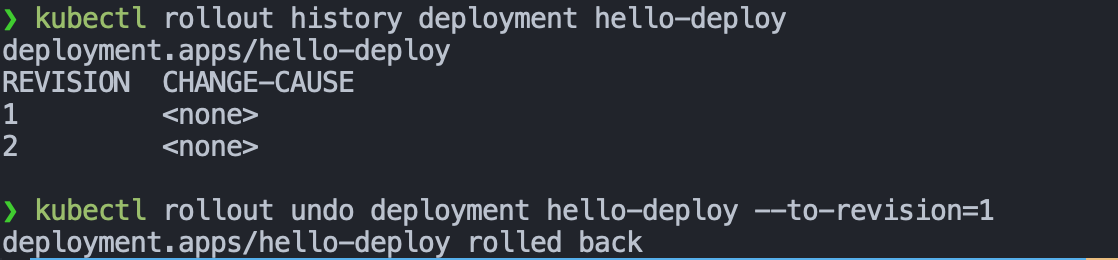 ❯ kubectl rollout history deployment hello-deploy
deployment.apps/hello-deploy
REVISION  CHANGE-CAUSE
1         <none>
2         <none>
❯ kubectl rollout undo deployment hello-deploy --to-revision=1
deployment.apps/hello-deploy rolled back